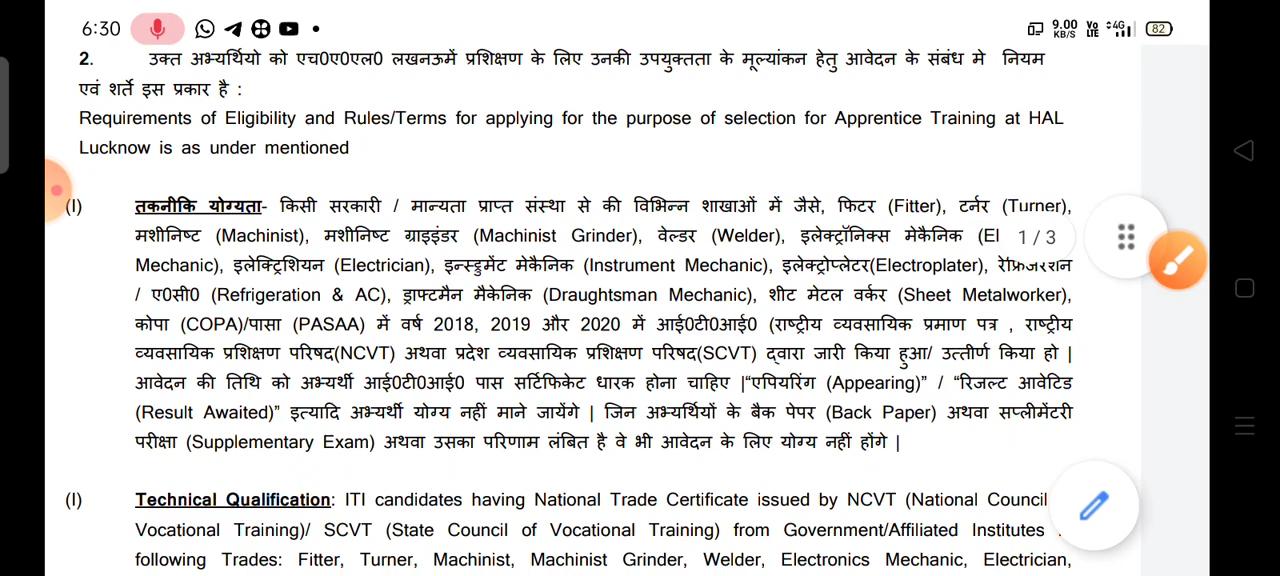 6:30
9.00 KB/S Vo LTE 4G 82
2. उक्त अभ्यर्थियो को एच0ए0एल0 लखनऊमें प्रशिक्षण के लिए उनकी उपयुक्तता के मूल्यांकन हेतु आवेदन के संबंध मे नियम
एवं शर्ते इस प्रकार है :
Requirements of Eligibility and Rules/Terms for applying for the purpose of selection for Apprentice Training at HAL
Lucknow is as under mentioned
(I) तकनीकि योग्यता- किसी सरकारी / मान्यता प्राप्त संस्था से की विभिन्न शाखाओं में जैसे, फिटर (Fitter), टर्नर (Turner),
मशीनिष्ट (Machinist), मशीनिष्ट ग्राइइंडर (Machinist Grinder), वेल्डर (Welder), इलेक्ट्रॉनिक्स मेकैनिक (El 1 / 3
Mechanic), इलेक्ट्रिशियन (Electrician), इन्स्ट्रुमेंट मेकैनिक (Instrument Mechanic), इलेक्ट्रोप्लेटर(Electroplater), रेफ्रिजरेशन
/ ए0सी0 (Refrigeration & AC), ड्राफ्टमैन मैकेनिक (Draughtsman Mechanic), शीट मेटल वर्कर (Sheet Metalworker),
कोपा (COPA)/पासा (PASAA) में वर्ष 2018, 2019 और 2020 में आई0टी0आई0 (राष्ट्रीय व्यवसायिक प्रमाण पत्र , राष्ट्रीय
व्यवसायिक प्रशिक्षण परिषद(NCVT) अथवा प्रदेश व्यवसायिक प्रशिक्षण परिषद(SCVT) द्वारा जारी किया हुआ/ उत्तीर्ण किया हो |
आवेदन की तिथि को अभ्यर्थी आई0टी0आई0 पास सर्टिफिकेट धारक होना चाहिए |“एपियरिंग (Appearing)” / “रिजल्ट आवेटिड
(Result Awaited)” इत्यादि अभ्यर्थी योग्य नहीं माने जायेंगे | जिन अभ्यर्थियों के बैक पेपर (Back Paper) अथवा सप्लीमेंटरी
परीक्षा (Supplementary Exam) अथवा उसका परिणाम लंबित है वे भी आवेदन के लिए योग्य नहीं होंगे |
(I) Technical Qualification: ITI candidates having National Trade Certificate issued by NCVT (National Council
Vocational Training)/ SCVT (State Council of Vocational Training) from Government/Affiliated Institutes
following Trades: Fitter, Turner, Machinist, Machinist Grinder, Welder, Electronics Mechanic, Electrician,